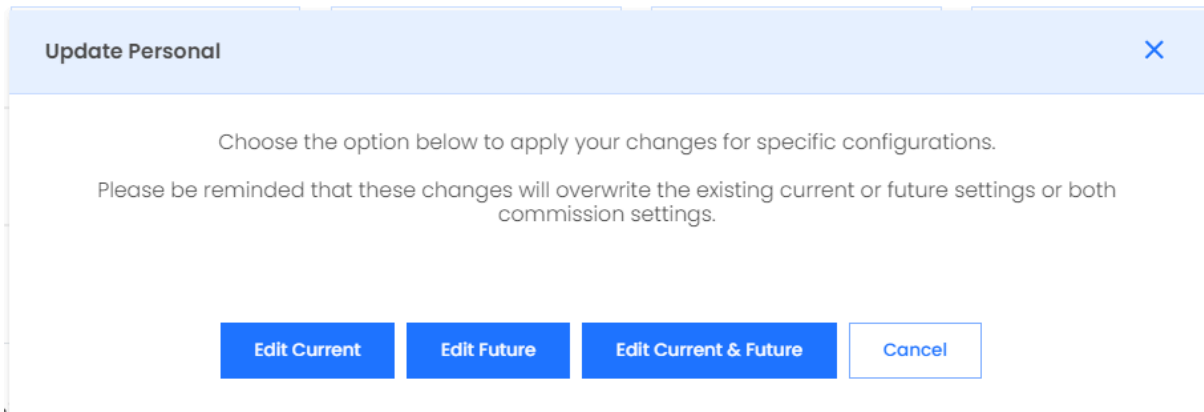 Update Personal
Choose the option below to apply your changes for specific configurations.
Please be reminded that these changes will overwrite the existing current or future settings or both
commission settings.
Edit Current
Edit Future
Edit Current & Future
Cancel